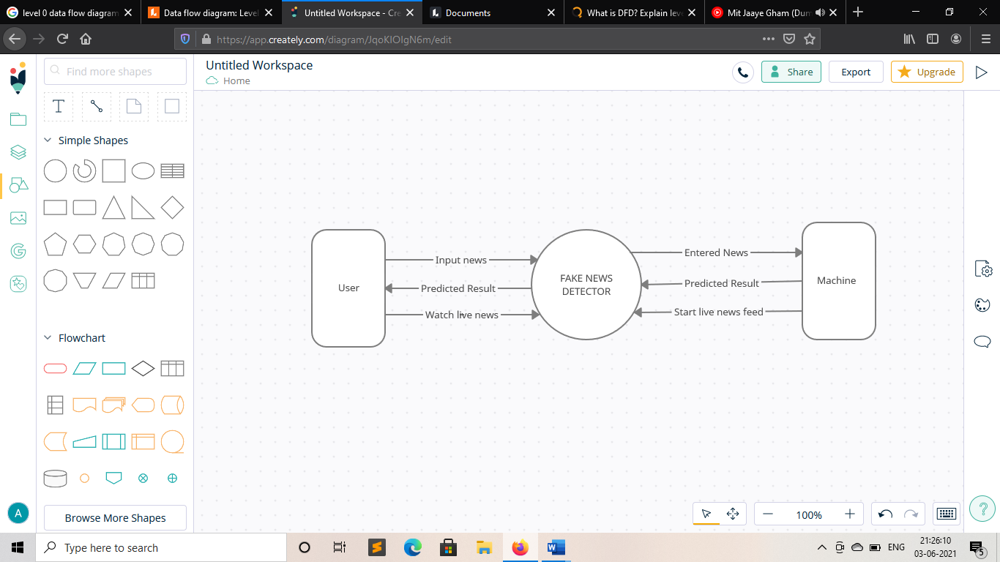 level 0 data flow diagram
Data flow diagram: Level
Untitled Workspace - Cre
Documents
What is DFD? Explain leve
Mit Jaaye Gham (Dum
https://app.creately.com/diagram/JqoKIOIgN6m/edit
Find more shapes
Untitled Workspace
Home
Share
Export
Upgrade
T
Simple Shapes
Flowchart
Browse More Shapes
A
User
Input news
Predicted Result
Watch live news
FAKE NEWS
DETECTOR
Entered News
Predicted Result
Start live news feed
Machine
100%
?
Type here to search
ENG
21:26:10
03-06-2021
5